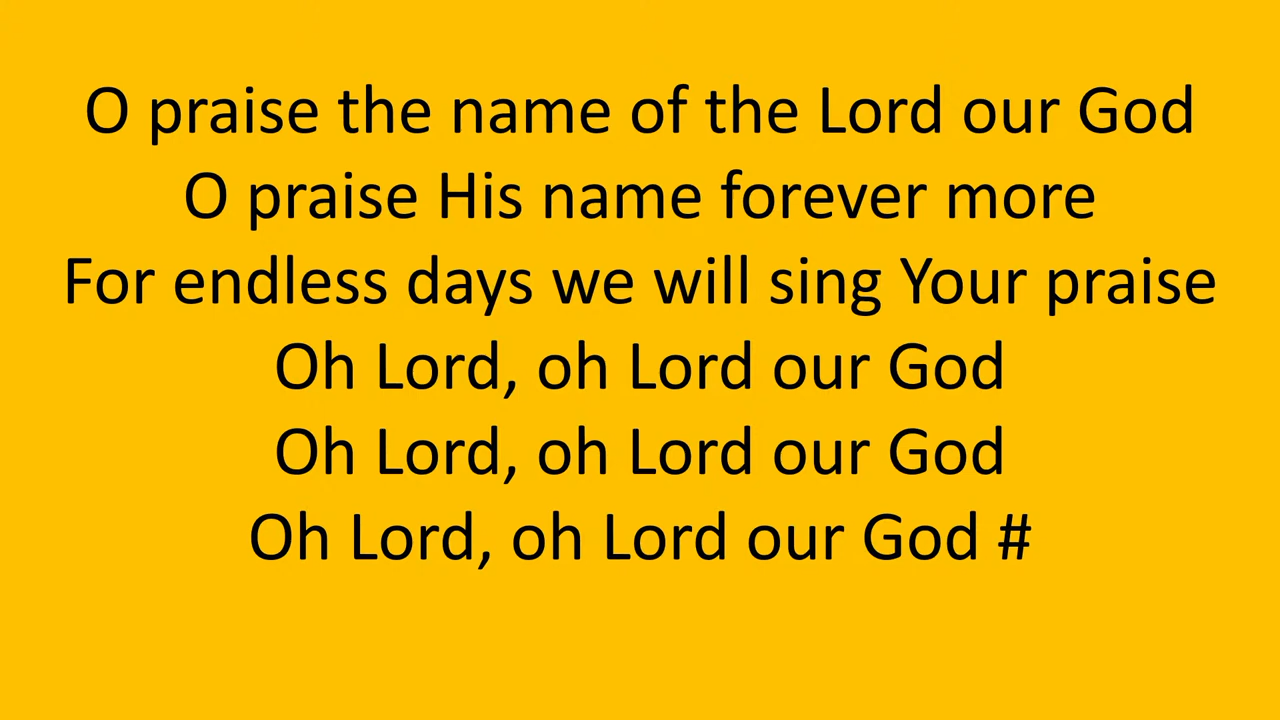 O praise the name of the Lord our God
O praise His name forever more
For endless days we will sing Your praise
Oh Lord, oh Lord our God
Oh Lord, oh Lord our God
Oh Lord, oh Lord our God #